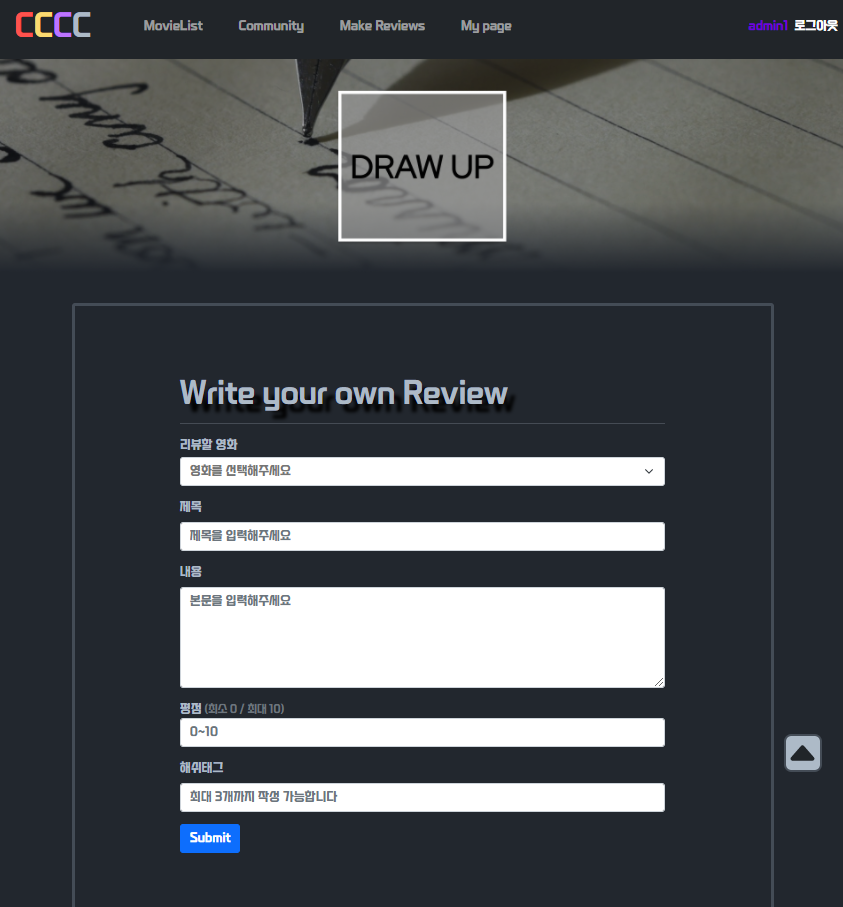 CCCC MovieList Community Make Reviews My page admin1 로그아웃
DRAW UP
Write your own Review
리뷰할 영화
영화를 선택해주세요
제목
제목을 입력해주세요
내용
본문을 입력해주세요
평점 (최소 0 / 최대 10)
0~10
해쉬태그
최대 3개까지 작성 가능합니다
Submit